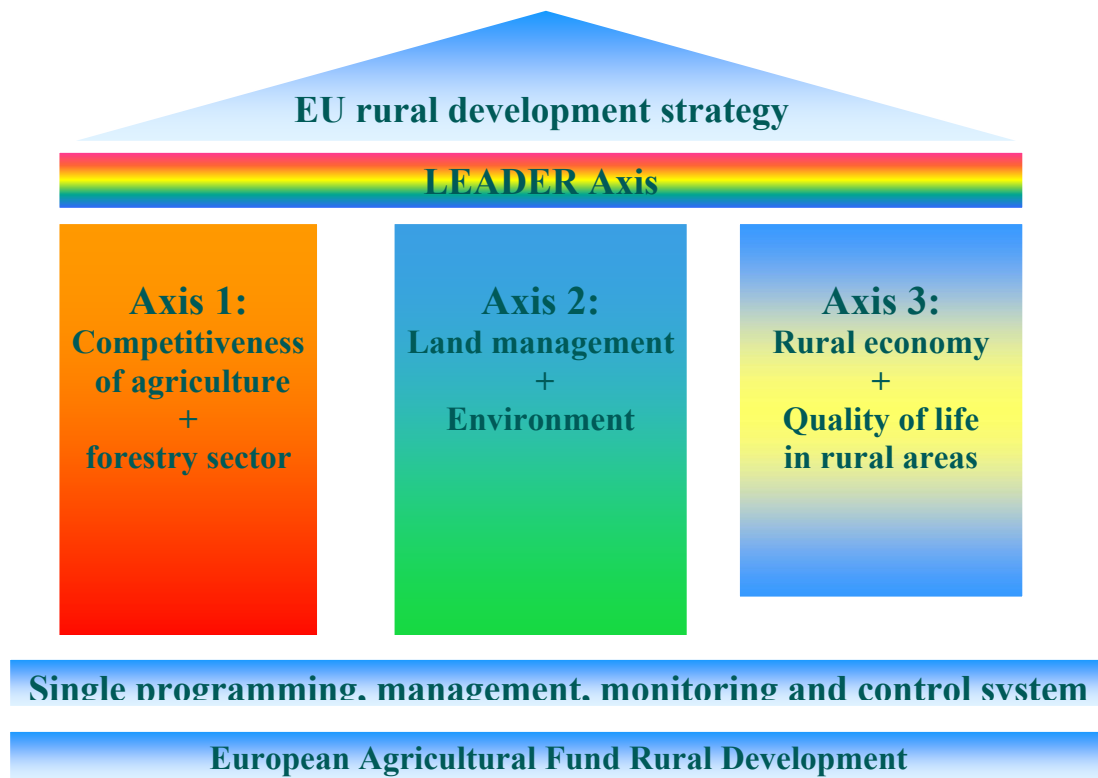 EU rural development strategy
LEADER Axis
Axis 1:
Competitiveness
of agriculture
+
forestry sector
Axis 2:
Land management
+
Environment
Axis 3:
Rural economy
+
Quality of life
in rural areas
Single programming, management, monitoring and control system
European Agricultural Fund Rural Development